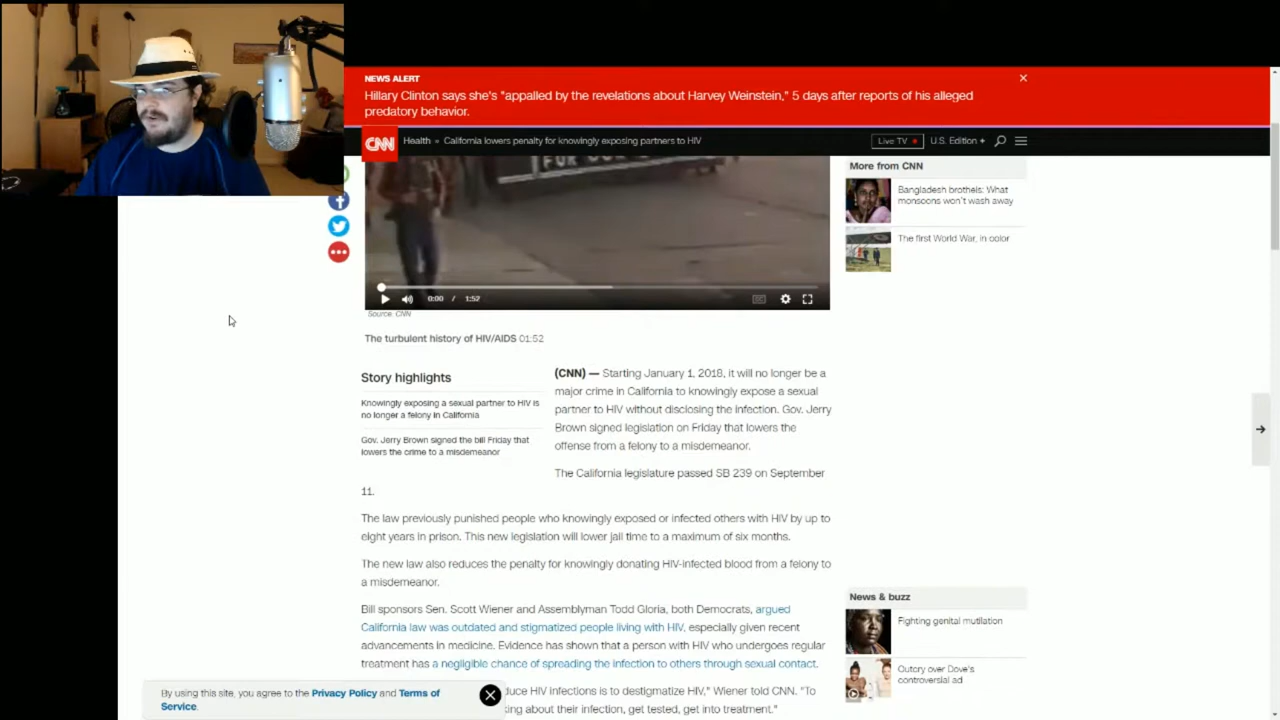 NEWS ALERT
Hillary Clinton says she's "appalled by the revelations about Harvey Weinstein," 5 days after reports of his alleged
predatory behavior.
CNN
Health » California lowers penalty for knowingly exposing partners to HIV
Live TV
U.S. Edition +
More from CNN
Bangladesh brothels: What
monsoons won't wash away
The first World War, in color
0:00 / 1:52
Source: CNN
The turbulent history of HIV/AIDS 01:52
Story highlights
Knowingly exposing a sexual partner to HIV is
no longer a felony in California
Gov. Jerry Brown signed the bill Friday that
lowers the crime to a misdemeanor
(CNN) — Starting January 1, 2018, it will no longer be a
major crime in California to knowingly expose a sexual
partner to HIV without disclosing the infection. Gov. Jerry
Brown signed legislation on Friday that lowers the
offense from a felony to a misdemeanor.
The California legislature passed SB 239 on September
11.
The law previously punished people who knowingly exposed or infected others with HIV by up to
eight years in prison. This new legislation will lower jail time to a maximum of six months.
The new law also reduces the penalty for knowingly donating HIV-infected blood from a felony to
a misdemeanor.
Bill sponsors Sen. Scott Wiener and Assemblyman Todd Gloria, both Democrats, argued
California law was outdated and stigmatized people living with HIV, especially given recent
advancements in medicine. Evidence has shown that a person with HIV who undergoes regular
treatment has a negligible chance of spreading the infection to others through sexual contact.
duce HIV infections is to destigmatize HIV," Wiener told CNN. "To
king about their infection, get tested, get into treatment."
News & buzz
Fighting genital mutilation
Outcry over Dove's
controversial ad
By using this site, you agree to the Privacy Policy and Terms of
Service.